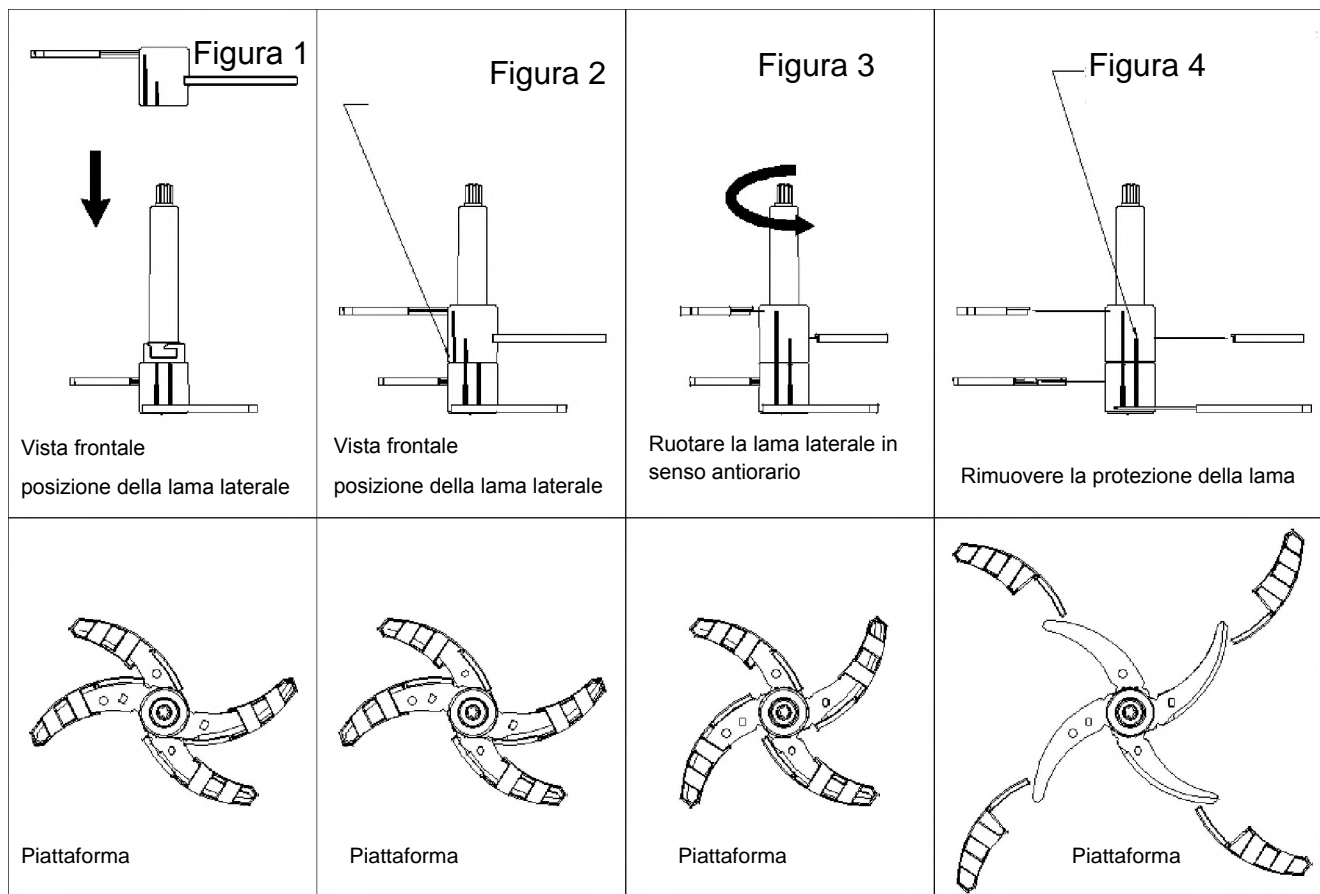 Figura 1
Figura 2
Figura 3
Figura 4
Vista frontale
posizione della lama laterale
Vista frontale
posizione della lama laterale
Ruotare la lama laterale in
senso antiorario
Rimuovere la protezione della lama
Piattaforma
Piattaforma
Piattaforma
Piattaforma